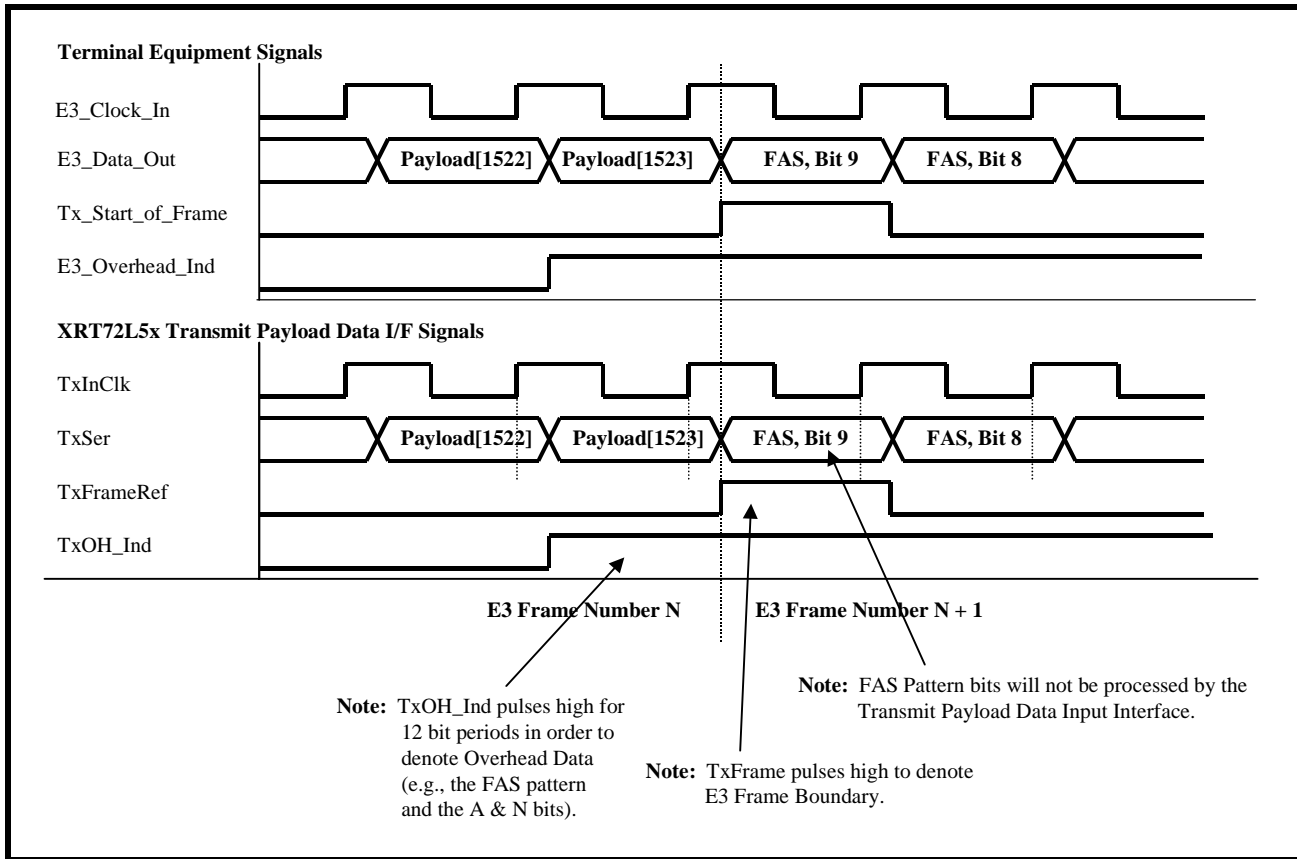 Terminal Equipment Signals
E3_Clock_In
E3_Data_Out
Payload[1522] Payload[1523] FAS, Bit 9 FAS, Bit 8
Tx_Start_of_Frame
E3_Overhead_Ind
XRT72L5x Transmit Payload Data I/F Signals
TxInClk
TxSer
Payload[1522] Payload[1523] FAS, Bit 9 FAS, Bit 8
TxFrameRef
TxOH_Ind
E3 Frame Number N E3 Frame Number N + 1
Note: TxOH_Ind pulses high for
12 bit periods in order to
denote Overhead Data
(e.g., the FAS pattern
and the A & N bits).
Note: TxFrame pulses high to denote
E3 Frame Boundary.
Note: FAS Pattern bits will not be processed by the
Transmit Payload Data Input Interface.